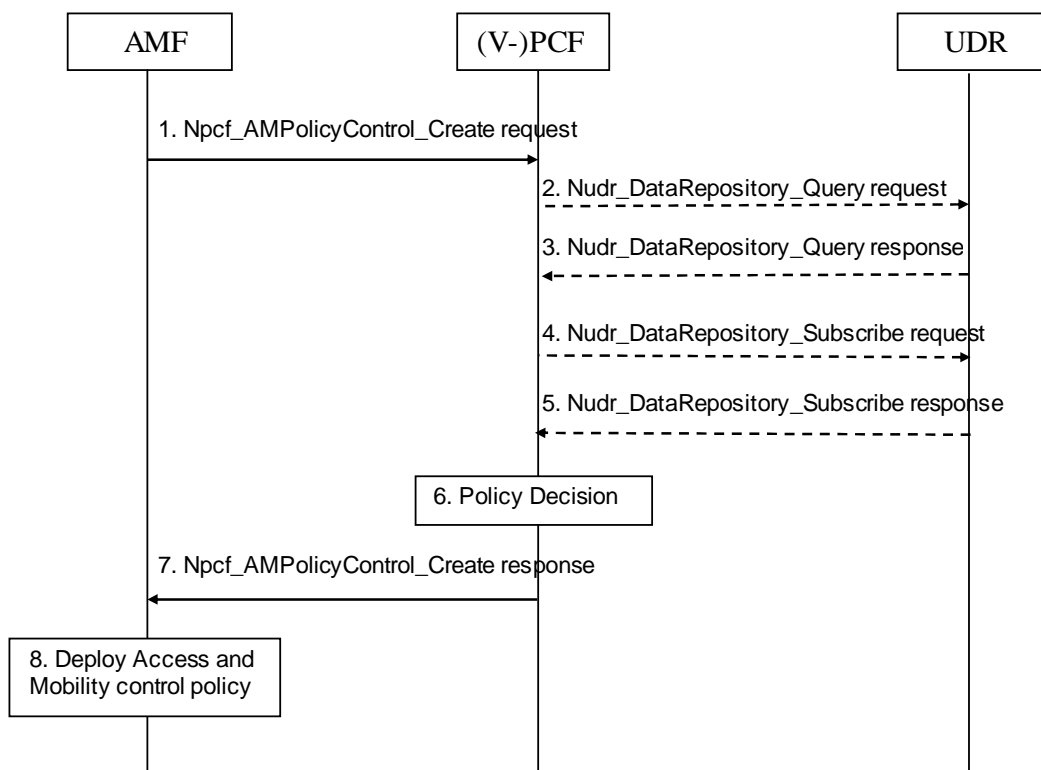 AMF
(V-)PCF
UDR
1. Npcf_AMPolicyControl_Create request
2. Nudr_DataRepository_Query request
3. Nudr_DataRepository_Query response
4. Nudr_DataRepository_Subscribe request
5. Nudr_DataRepository_Subscribe response
6. Policy Decision
7. Npcf_AMPolicyControl_Create response
8. Deploy Access and
Mobility control policy